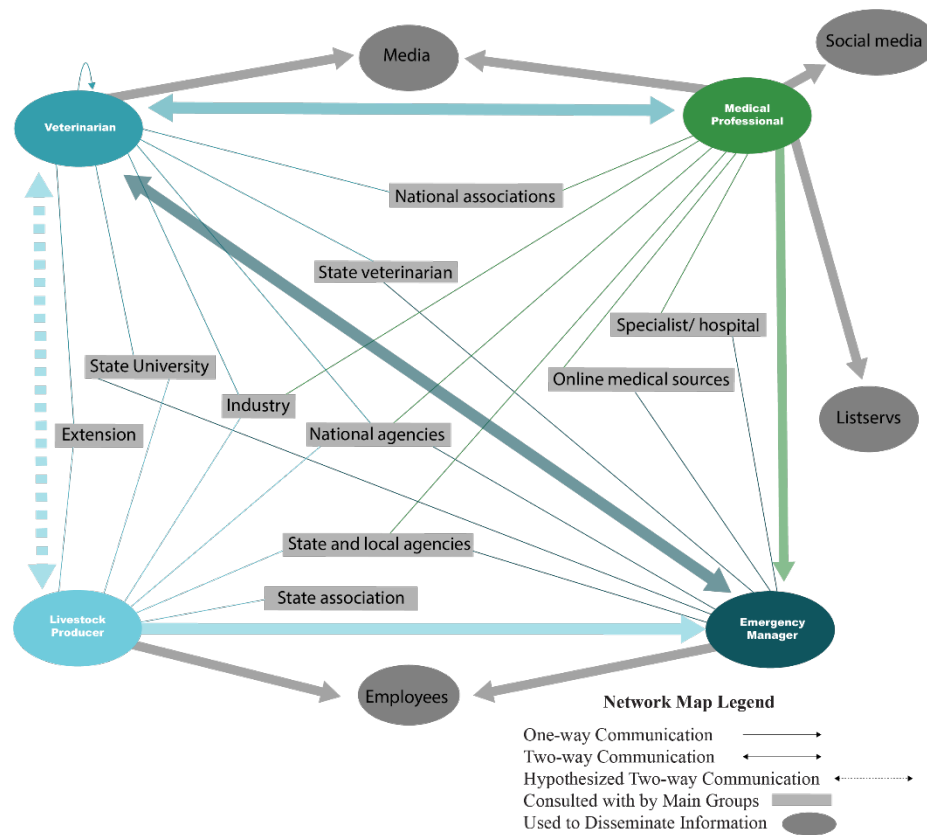 Media
Social media
Veterinarian
Medical
Professional
National associations
State veterinarian
Specialist/ hospital
State University
Online medical sources
Industry
Listservs
Extension
National agencies
State and local agencies
State association
Livestock
Producer
Emergency
Manager
Employees
Network Map Legend
One-way Communication
Two-way Communication
Hypothesized Two-way Communication
Consulted with by Main Groups
Used to Disseminate Information